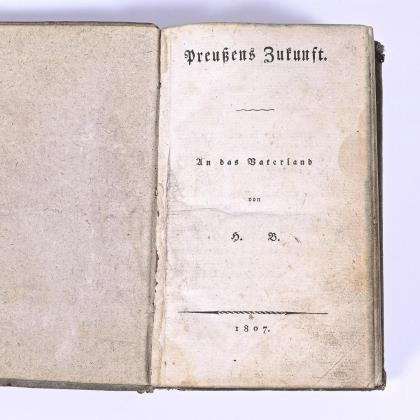 Preußens Zukunft.
An das Vaterland
von
H. B.
1807.